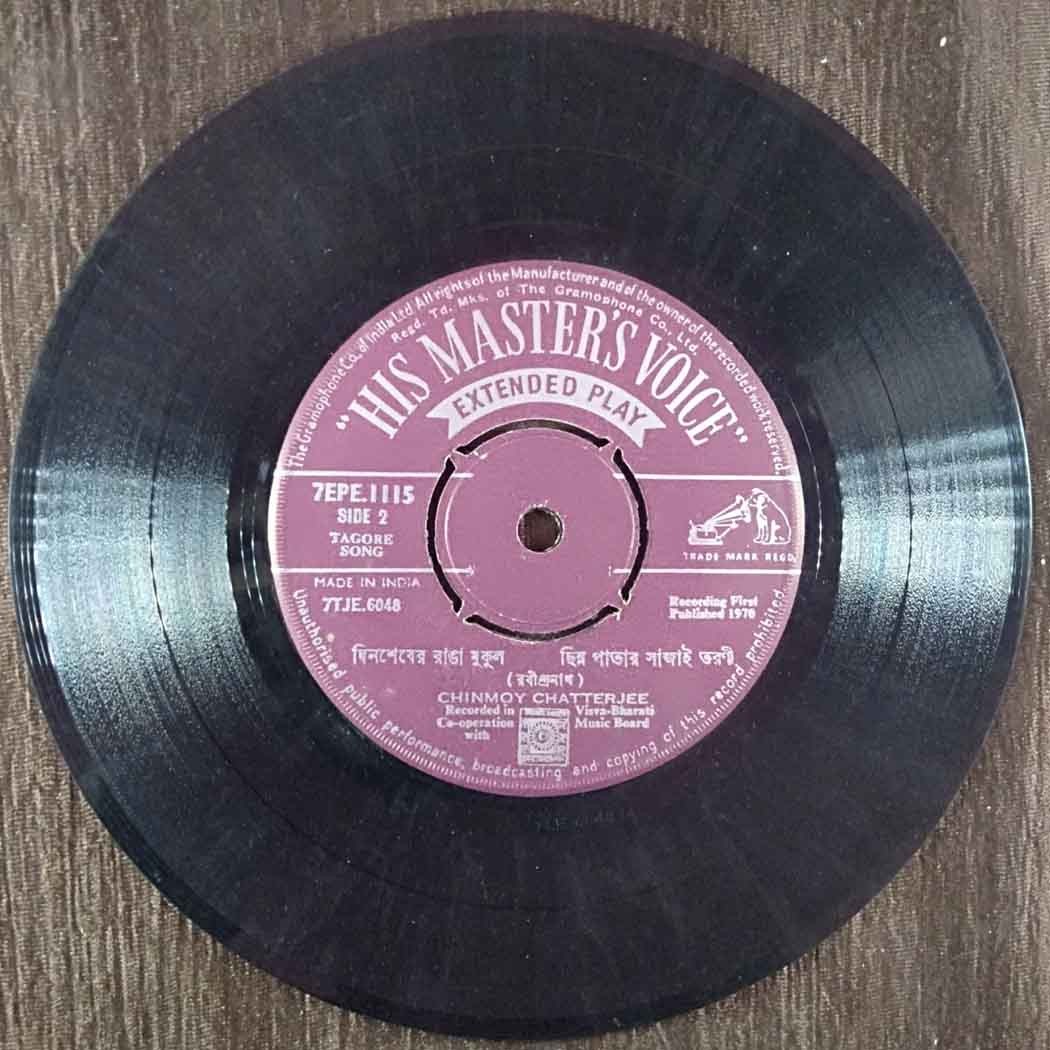 The Gramophone Co. of India Ltd. All rights of the Manufacturer and of the owner of the recorded work reserved.
Regd. Td. Mks. of The Gramophone Co., Ltd.
"HIS MASTER'S VOICE"
EXTENDED PLAY
7EPE.1115
SIDE 2
TAGORE
SONG
TRADE MARK REGD
MADE IN INDIA
7TJE.6048
Recording First
Published 1970
দিনশেষের রাঙা মুকুল ছিন্ন পাতার সাজাই তরণী
(রবীন্দ্রনাথ)
CHINMOY CHATTERJEE
Recorded in Visva-Bharati
Co-operation Music Board
with
Unauthorised public performance, broadcasting and copying of this record prohibited.